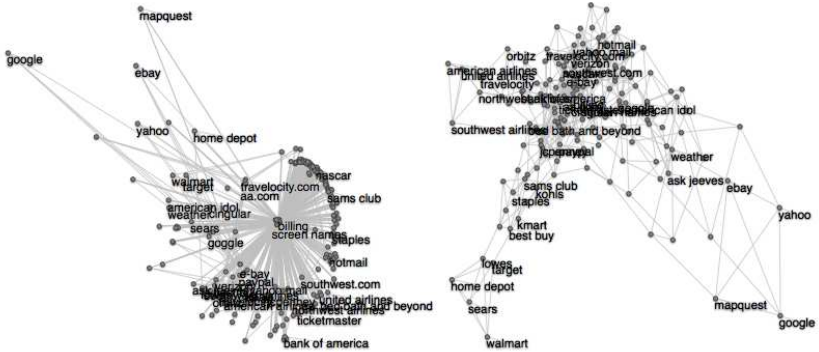 mapquest
google
ebay
yahoo
home depot
nascar
walmart
target
travelocity.com
aa.com
sams club
american idol
weather
cingular
billing
sears
screen names
staples
goggle
hotmail
e-bay
paypal
southwest.com
united airlines
bed bath and beyond
northwest airlines
ticketmaster
bank of america
hotmail
yahoo mail
orbitz
travelocity.com
verizon
american airlines
united airlines
southwest.com
travelocity
e-bay
southwest airlines
bed bath and beyond
jcpenney
paypal
weather
sams club
kohls
ask jeeves
ebay
staples
yahoo
kmart
best buy
lowes
target
home depot
sears
mapquest
google
walmart